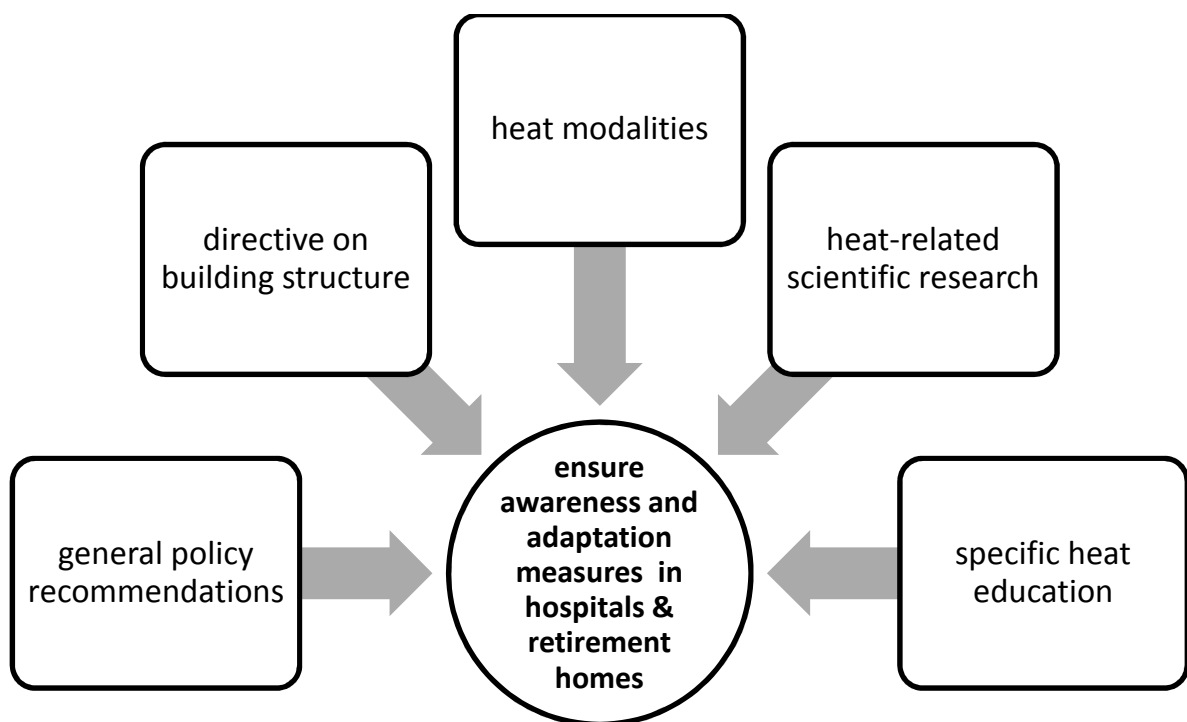 heat modalities
directive on
building structure
heat-related
scientific research
general policy
recommendations
ensure
awareness and
adaptation
measures in
hospitals &
retirement
homes
specific heat
education